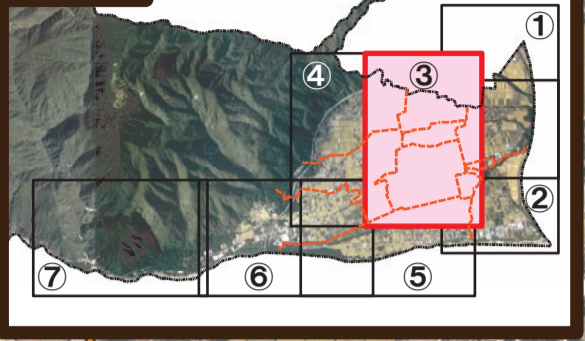 ①
④ ③
②
⑦ ⑥ ⑤